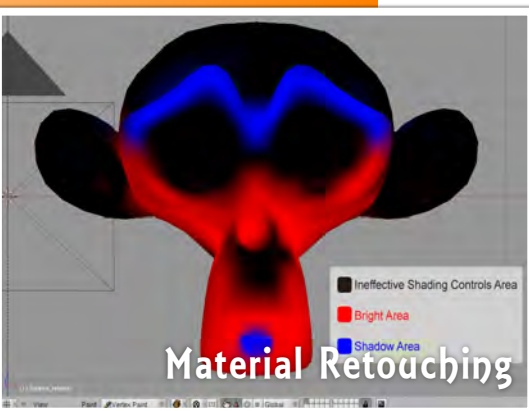 Ineffective Shading Controls Area
Bright Area
Shadow Area
Material Retouching
View Paint Vertex Paint Global